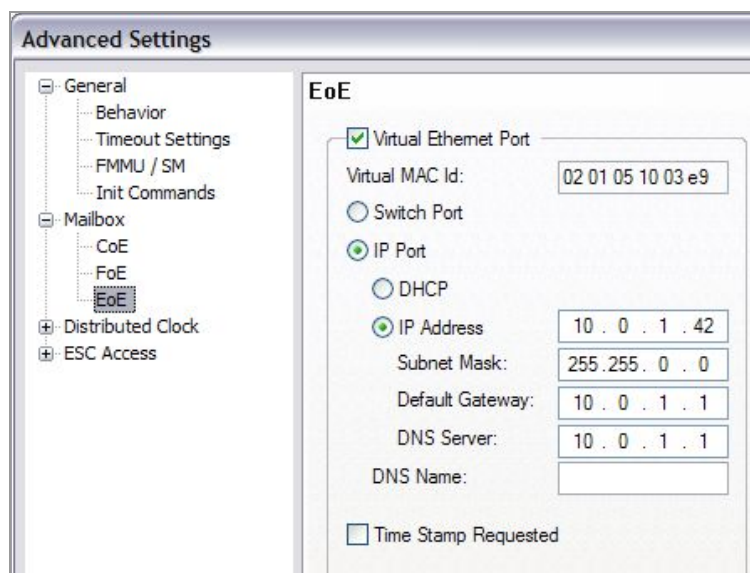 Advanced Settings
General
Behavior
Timeout Settings
FMMU / SM
Init Commands
Mailbox
CoE
FoE
EoE
Distributed Clock
ESC Access
EoE
Virtual Ethernet Port
Virtual MAC Id: 02 01 05 10 03 e9
Switch Port
IP Port
DHCP
IP Address 10 . 0 . 1 . 42
Subnet Mask: 255 . 255 . 0 . 0
Default Gateway: 10 . 0 . 1 . 1
DNS Server: 10 . 0 . 1 . 1
DNS Name:
Time Stamp Requested